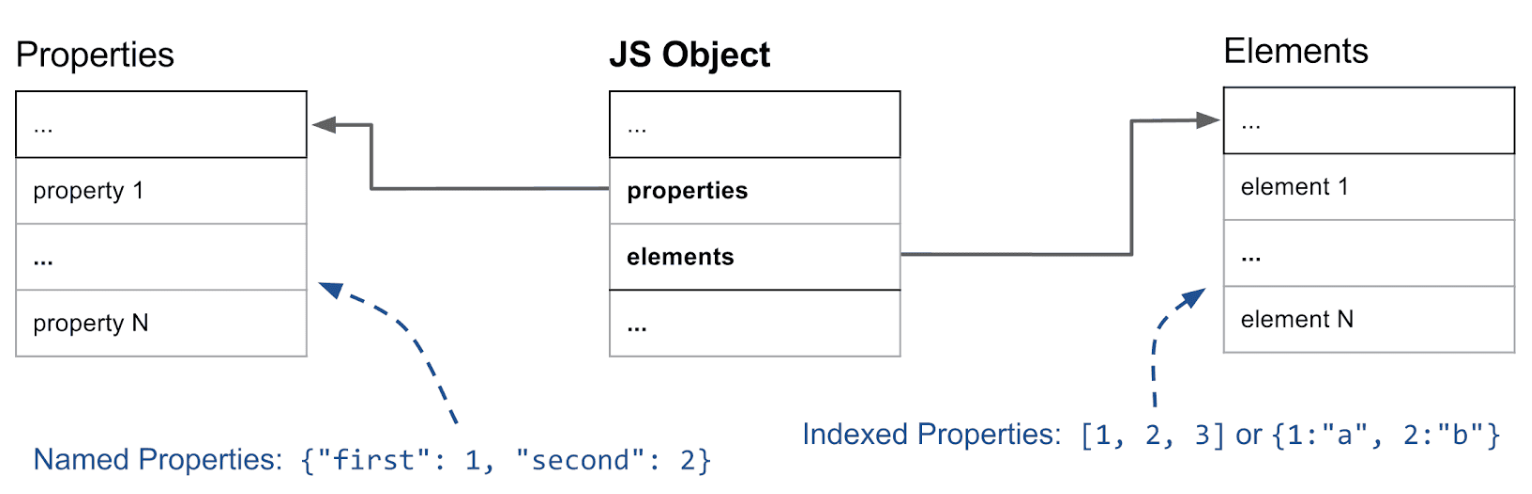 Properties
...
property 1
...
property N
Named Properties: {"first": 1, "second": 2}
JS Object
...
properties
elements
...
Elements
...
element 1
...
element N
Indexed Properties: [1, 2, 3] or {1:"a", 2:"b"}